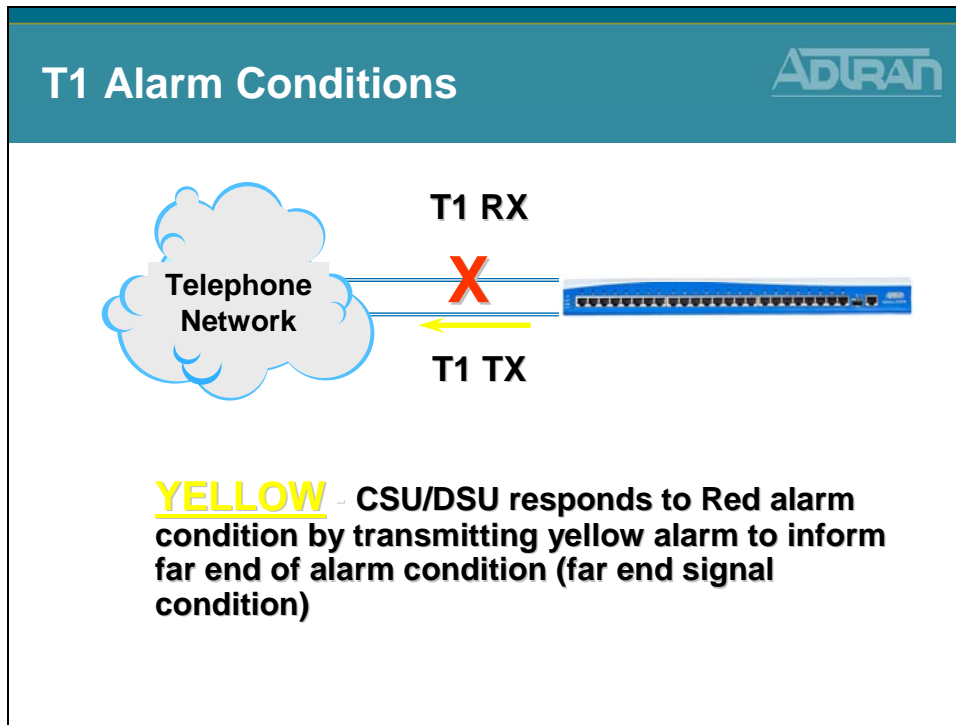 T1 Alarm Conditions
ADTRAN
T1 RX
X
Telephone
Network
T1 TX
YELLOW - CSU/DSU responds to Red alarm
condition by transmitting yellow alarm to inform
far end of alarm condition (far end signal
condition)